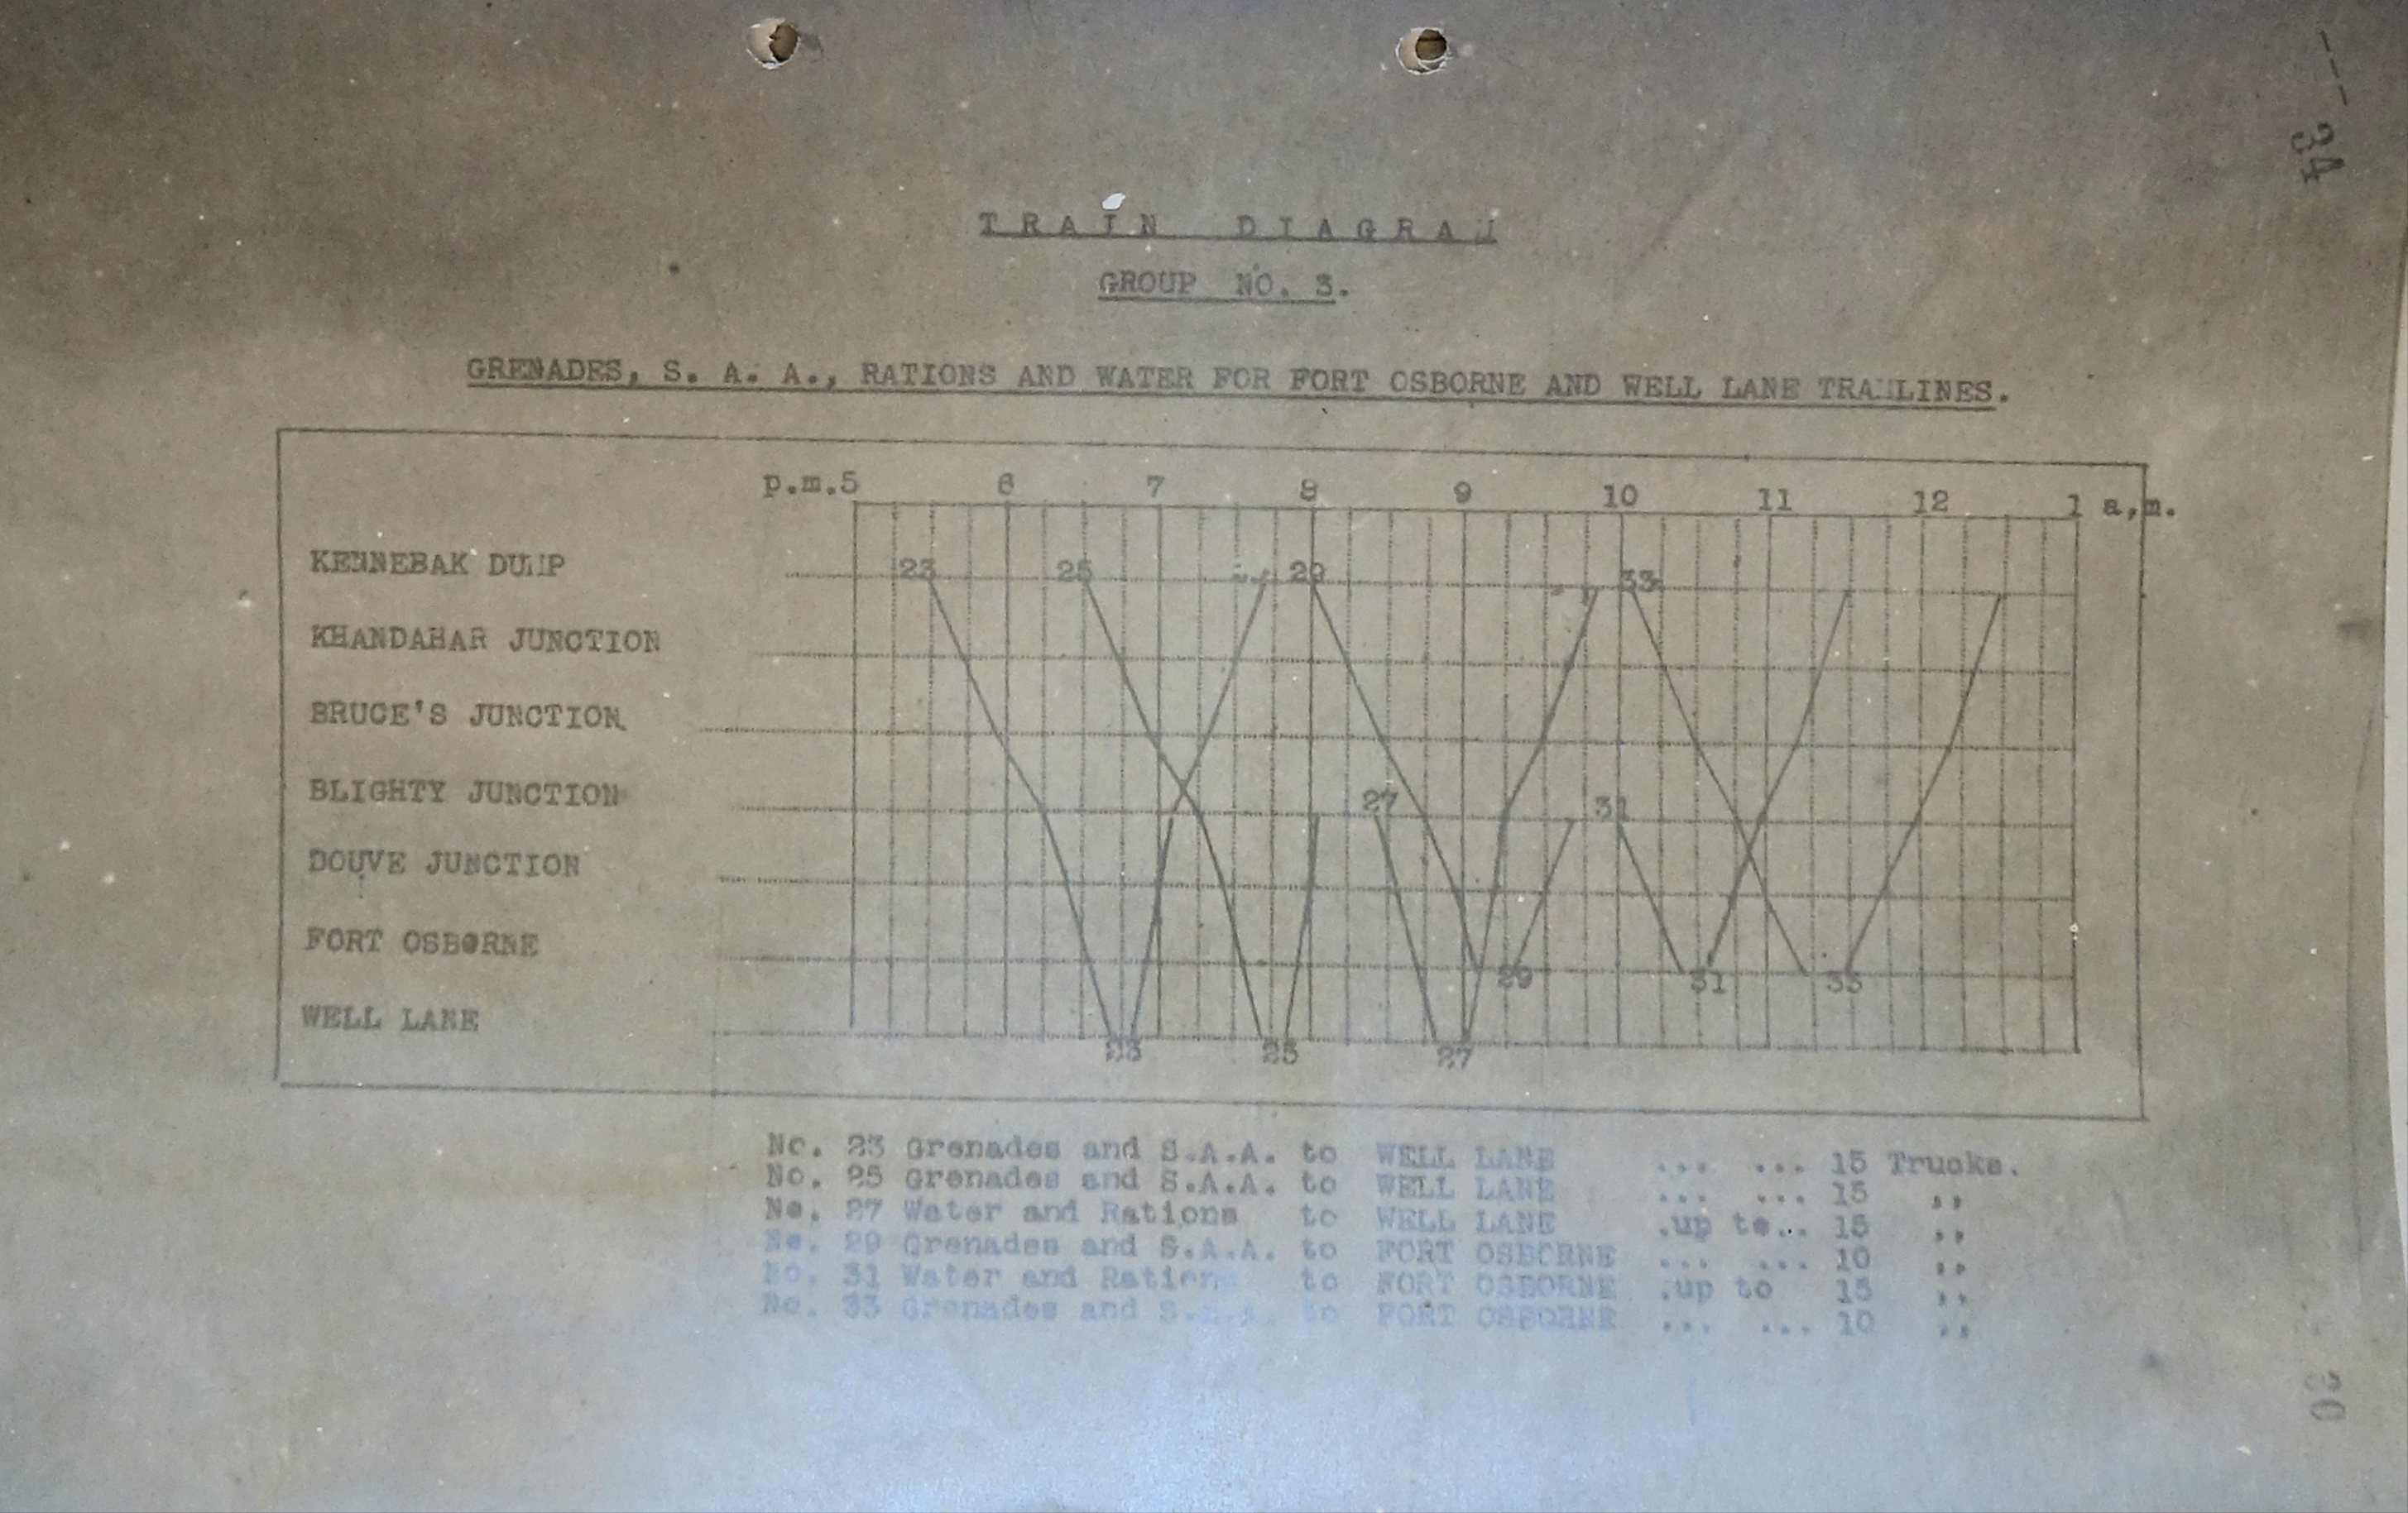 34
TRAIN DIAGRAM
GROUP NO. 3.
GRENADES, S. A. A., RATIONS AND WATER FOR FORT OSBORNE AND WELL LANE TRAMLINES.
p.m.5 6 7 8 9 10 11 12 1 a.m.
KENNEBAK DUMP 23 25 29 33
KHANDAHAR JUNCTION
BRUCE'S JUNCTION
BLIGHTY JUNCTION 27 31
DOUVE JUNCTION
FORT OSBORNE 29 31 33
WELL LANE
23 25 27
No. 23 Grenades and S.A.A. to WELL LANE ... ... 15 Trucks.
No. 25 Grenades and S.A.A. to WELL LANE ... ... 15 ,,
No. 27 Water and Rations to WELL LANE .up to.. 15 ,,
No. 29 Grenades and S.A.A. to FORT OSBORNE ... ... 10 ,,
No. 31 Water and Rations to FORT OSBORNE .up to 15 ,,
No. 33 Grenades and S.A.A. to FORT OSBORNE ... ... 10 ,,